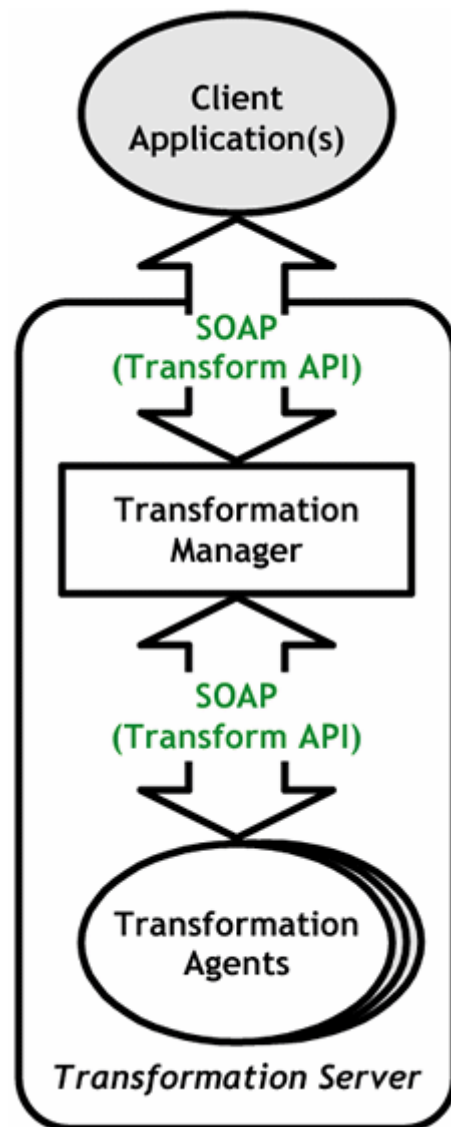 Client
Application(s)
SOAP
(Transform API)
Transformation
Manager
SOAP
(Transform API)
Transformation
Agents
Transformation Server